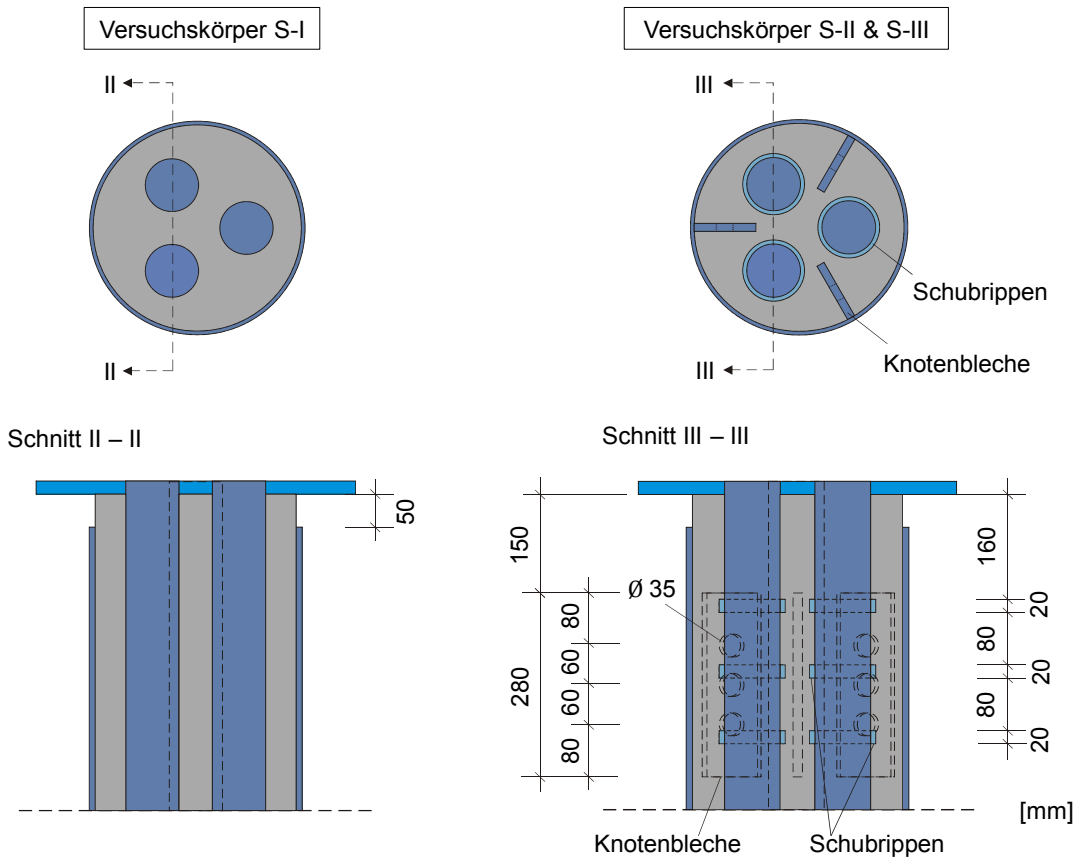 Versuchskörper S-I
Versuchskörper S-II & S-III
II
III
Schubrippen
Knotenbleche
II
III
Schnitt II – II
Schnitt III – III
50
150
160
Ø 35
80
20
80
60
20
280
60
80
80
20
[mm]
Knotenbleche
Schubrippen